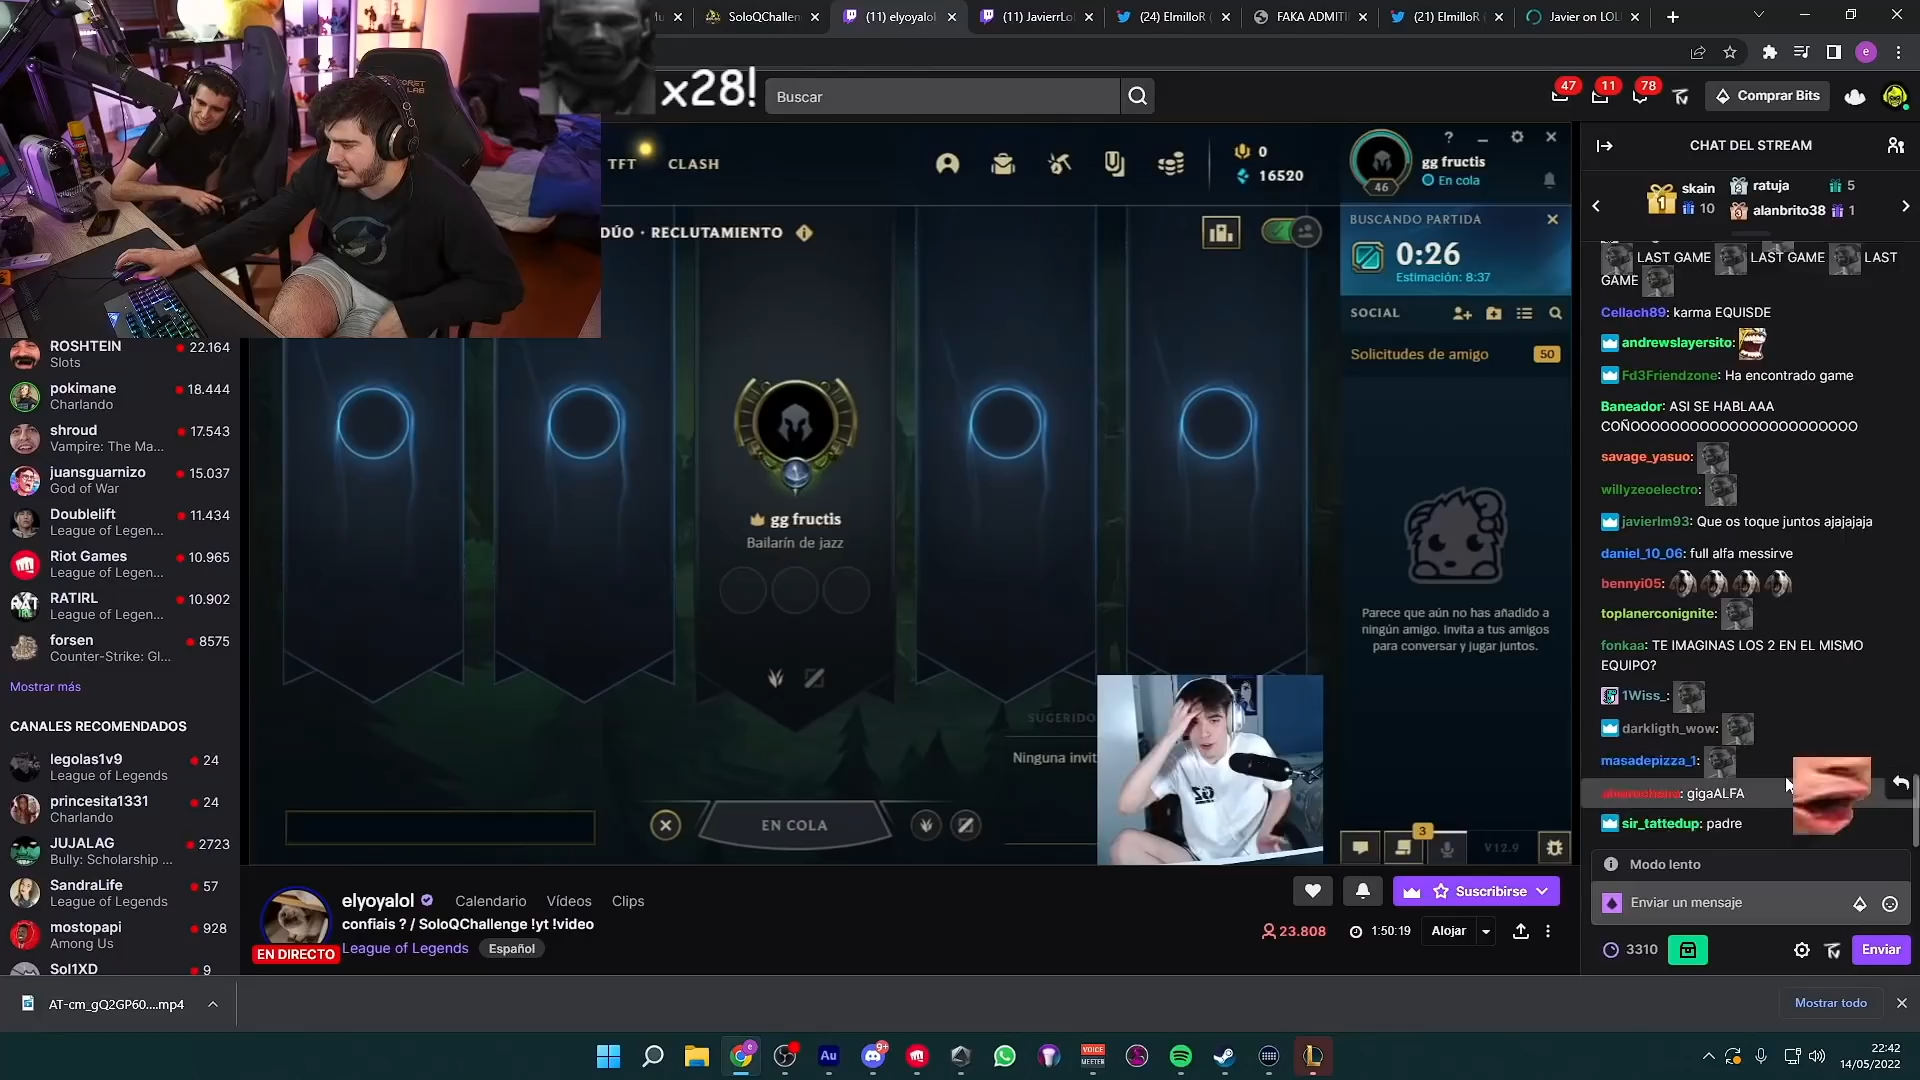 SoloQChallen
(11) elyoyalol
(11) JavierrLo
(24) ElmilloR (
FAKA ADMITI
(21) ElmilloR (
Javier on LOL
x28!
Buscar
47
11
78
Comprar Bits
TFT
CLASH
0
16520
gg fructis
46
En cola
DÚO · RECLUTAMIENTO
BUSCANDO PARTIDA
0:26
Estimación: 8:37
SOCIAL
Solicitudes de amigo
50
gg fructis
Bailarín de jazz
Parece que aún no has añadido a
ningún amigo. Invita a tus amigos
para conversar y jugar juntos.
SUGERIDO
Ninguna invit
EN COLA
3
V12.9
ROSHTEIN
22.164
Slots
pokimane
18.444
Charlando
shroud
17.543
Vampire: The Ma...
juansguarnizo
15.037
God of War
Doublelift
11.434
League of Legen...
Riot Games
10.965
League of Legen...
RATIRL
10.902
League of Legen...
forsen
8575
Counter-Strike: Gl...
Mostrar más
CANALES RECOMENDADOS
legolas1v9
24
League of Legends
princesita1331
24
Charlando
JUJALAG
2723
Bully: Scholarship ...
SandraLife
57
League of Legends
mostopapi
928
Among Us
Sol1XD
9
CHAT DEL STREAM
1
skain
10
2
ratuja
5
3
alanbrito38
1
LAST GAME LAST GAME LAST
GAME
Cellach89: karma EQUISDE
andrewslayersito:
Fd3Friendzone: Ha encontrado game
Baneador: ASI SE HABLAAA
COÑOOOOOOOOOOOOOOOOOOOOOOO
savage_yasuo:
willyzeoelectro:
javierlm93: Que os toque juntos ajajajaja
daniel_10_06: full alfa messirve
bennyi05:
toplanerconignite:
fonkaa: TE IMAGINAS LOS 2 EN EL MISMO
EQUIPO?
1Wiss_:
darkligth_wow:
masadepizza_1:
: gigaALFA
sir_tattedup: padre
Modo lento
Enviar un mensaje
3310
Enviar
elyoyalol
Calendario
Vídeos
Clips
confiais ? / SoloQChallenge !yt !video
League of Legends
Español
EN DIRECTO
Suscribirse
23.808
1:50:19
Alojar
AT-cm_gQ2GP60....mp4
Mostrar todo
Au
9+
VOICE
MEETER
22:42
14/05/2022